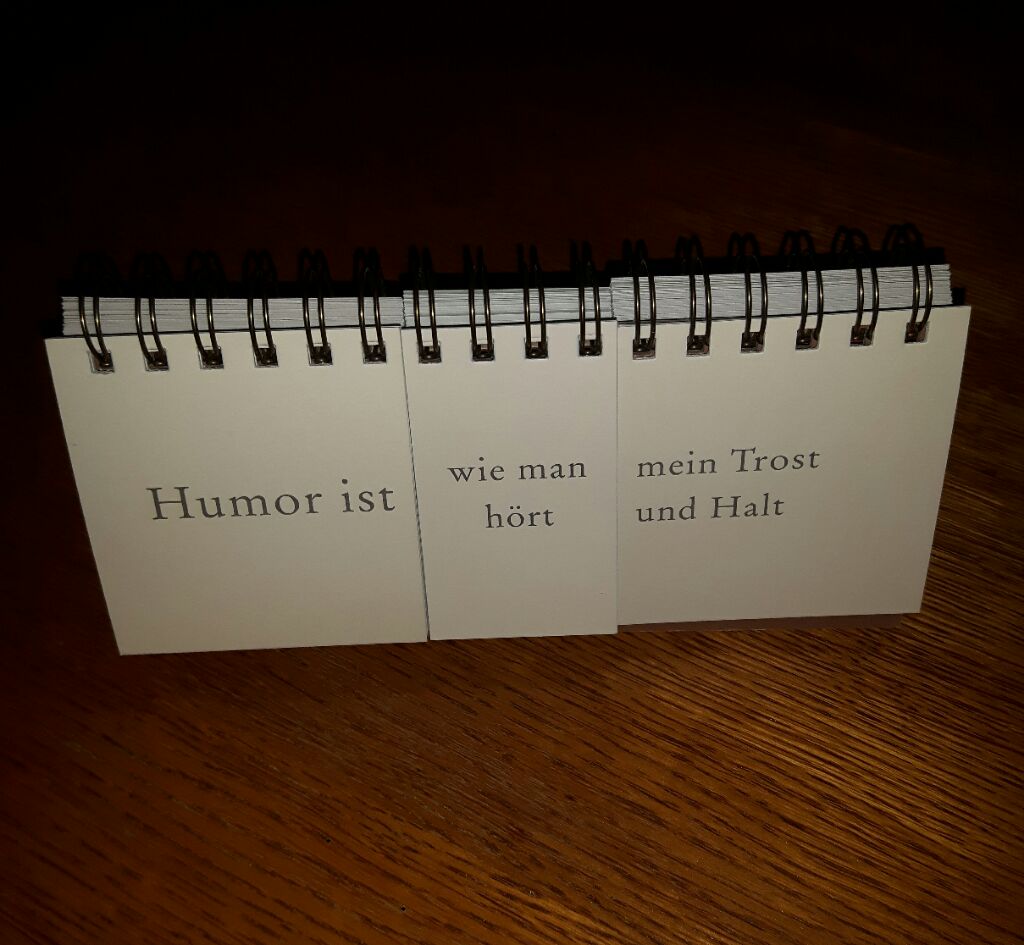 Humor ist
wie man
hört
mein Trost
und Halt